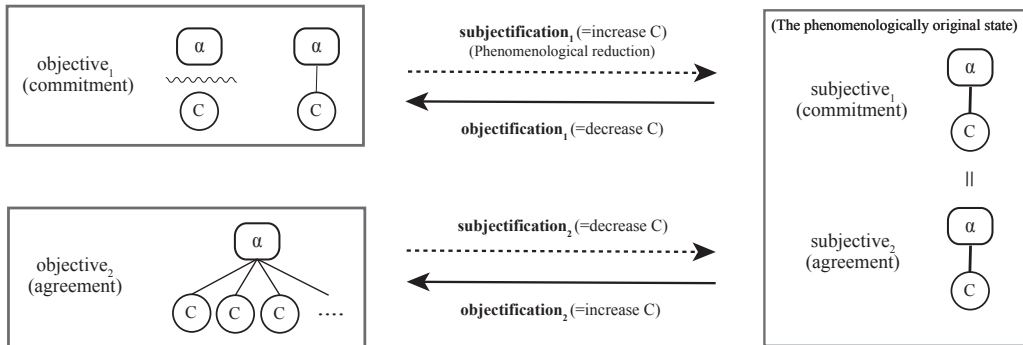 objective₁
(commitment)
α
α
C
C
subjectification₁ (=increase C)
(Phenomenological reduction)
objectification₁ (=decrease C)
(The phenomenologically original state)
subjective₁
(commitment)
α
C
=
subjective₂
(agreement)
α
C
objective₂
(agreement)
α
C
C
C
....
subjectification₂ (=decrease C)
objectification₂ (=increase C)